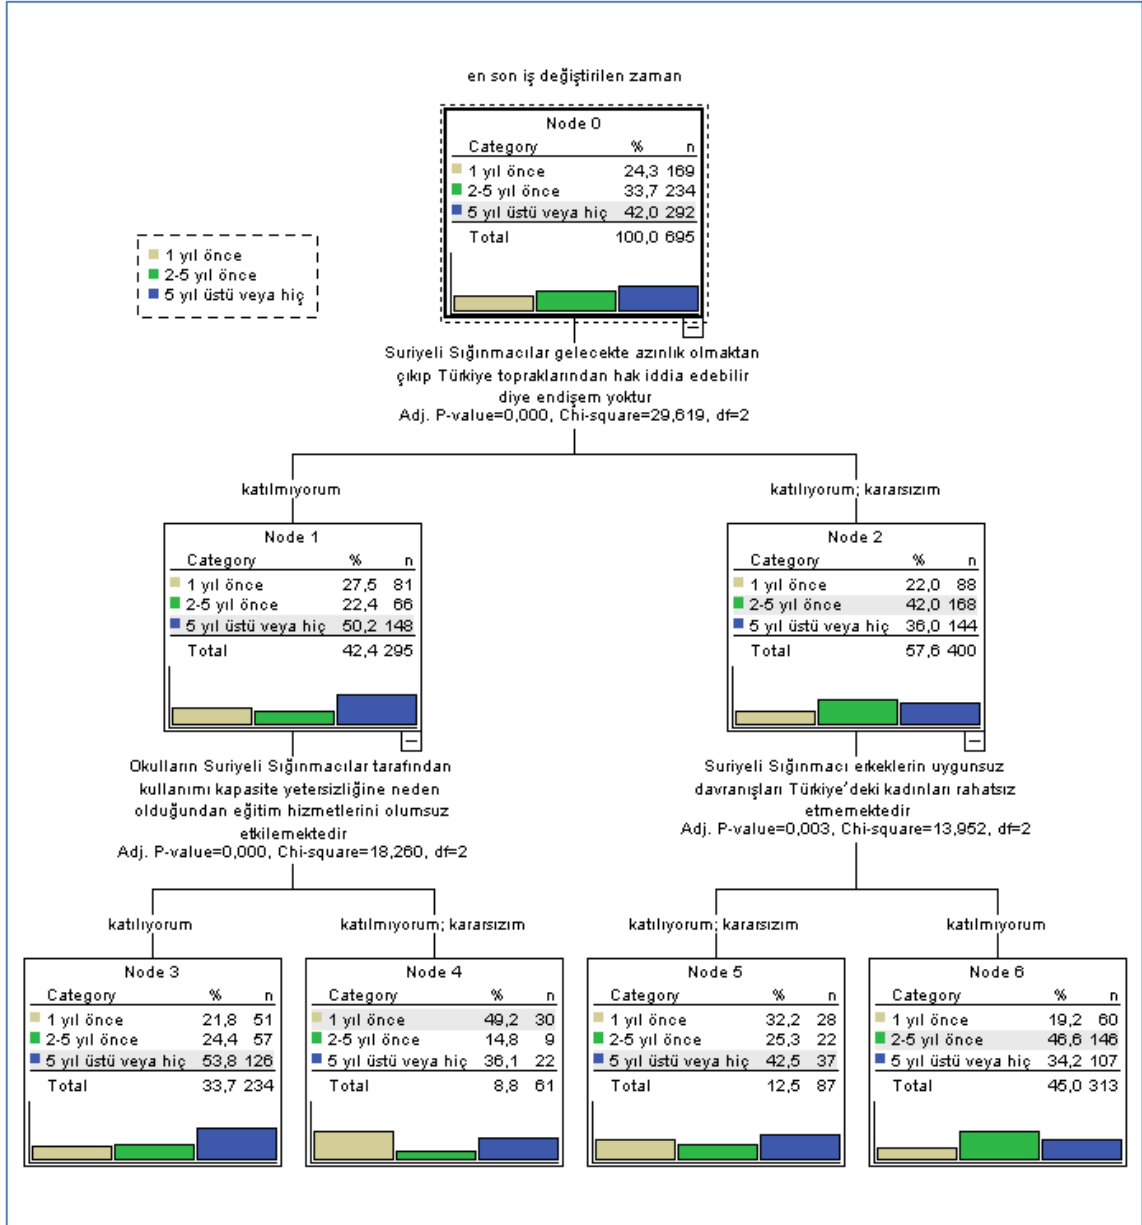 en son iş değiştirilen zaman
Node 0
Category % n
1 yıl önce 24,3 169
2-5 yıl önce 33,7 234
5 yıl üstü veya hiç 42,0 292
Total 100,0 695
1 yıl önce
2-5 yıl önce
5 yıl üstü veya hiç
Suriyeli Sığınmacılar gelecekte azınlık olmaktan
çıkıp Türkiye topraklarından hak iddia edebilir
diye endişem yoktur
Adj. P-value=0,000, Chi-square=29,619, df=2
katılmıyorum
katılıyorum; kararsızım
Node 1
Category % n
1 yıl önce 27,5 81
2-5 yıl önce 22,4 66
5 yıl üstü veya hiç 50,2 148
Total 42,4 295
Node 2
Category % n
1 yıl önce 22,0 88
2-5 yıl önce 42,0 168
5 yıl üstü veya hiç 36,0 144
Total 57,6 400
Okulların Suriyeli Sığınmacılar tarafından
kullanımı kapasite yetersizliğine neden
olduğundan eğitim hizmetlerini olumsuz
etkilemektedir
Adj. P-value=0,000, Chi-square=18,260, df=2
Suriyeli Sığınmacı erkeklerin uygunsuz
davranışları Türkiye'deki kadınları rahatsız
etmemektedir
Adj. P-value=0,003, Chi-square=13,952, df=2
katılıyorum
katılmıyorum; kararsızım
katılıyorum; kararsızım
katılmıyorum
Node 3
Category % n
1 yıl önce 21,8 51
2-5 yıl önce 24,4 57
5 yıl üstü veya hiç 53,8 126
Total 33,7 234
Node 4
Category % n
1 yıl önce 49,2 30
2-5 yıl önce 14,8 9
5 yıl üstü veya hiç 36,1 22
Total 8,8 61
Node 5
Category % n
1 yıl önce 32,2 28
2-5 yıl önce 25,3 22
5 yıl üstü veya hiç 42,5 37
Total 12,5 87
Node 6
Category % n
1 yıl önce 19,2 60
2-5 yıl önce 46,6 146
5 yıl üstü veya hiç 34,2 107
Total 45,0 313